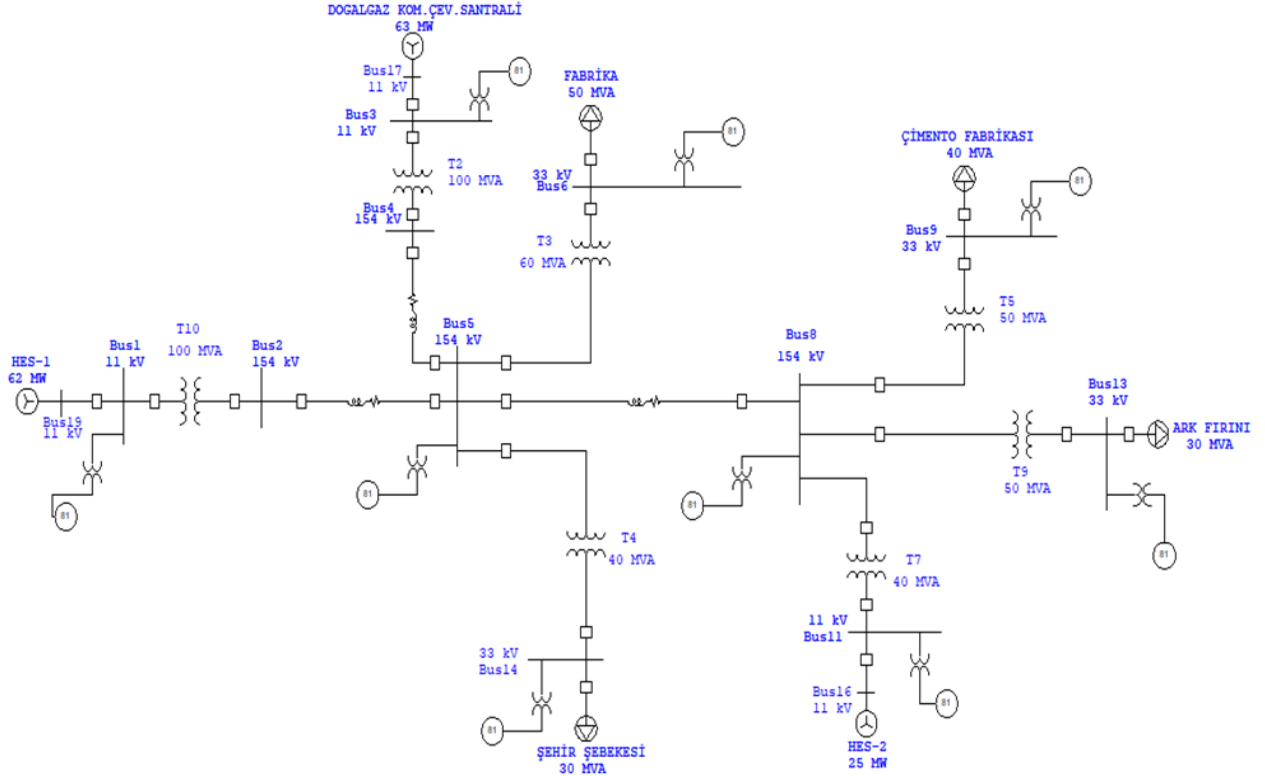 DOGALGAZ KOM.ÇEV.SANTRALİ
63 MW
Bus17
11 kV
81
Bus3
11 kV
T2
100 MVA
Bus4
154 kV
FABRİKA
50 MVA
81
33 kV
Bus6
T3
60 MVA
ÇİMENTO FABRİKASI
40 MVA
81
Bus9
33 kV
T5
50 MVA
HES-1
62 MW
Bus19
11 kV
Bus1
11 kV
T10
100 MVA
Bus2
154 kV
81
Bus5
154 kV
81
Bus8
154 kV
81
Bus13
33 kV
ARK FIRINI
30 MVA
T9
50 MVA
81
T4
40 MVA
33 kV
Bus14
81
ŞEHİR ŞEBEKESİ
30 MVA
T7
40 MVA
11 kV
Bus11
81
Bus16
11 kV
HES-2
25 MW